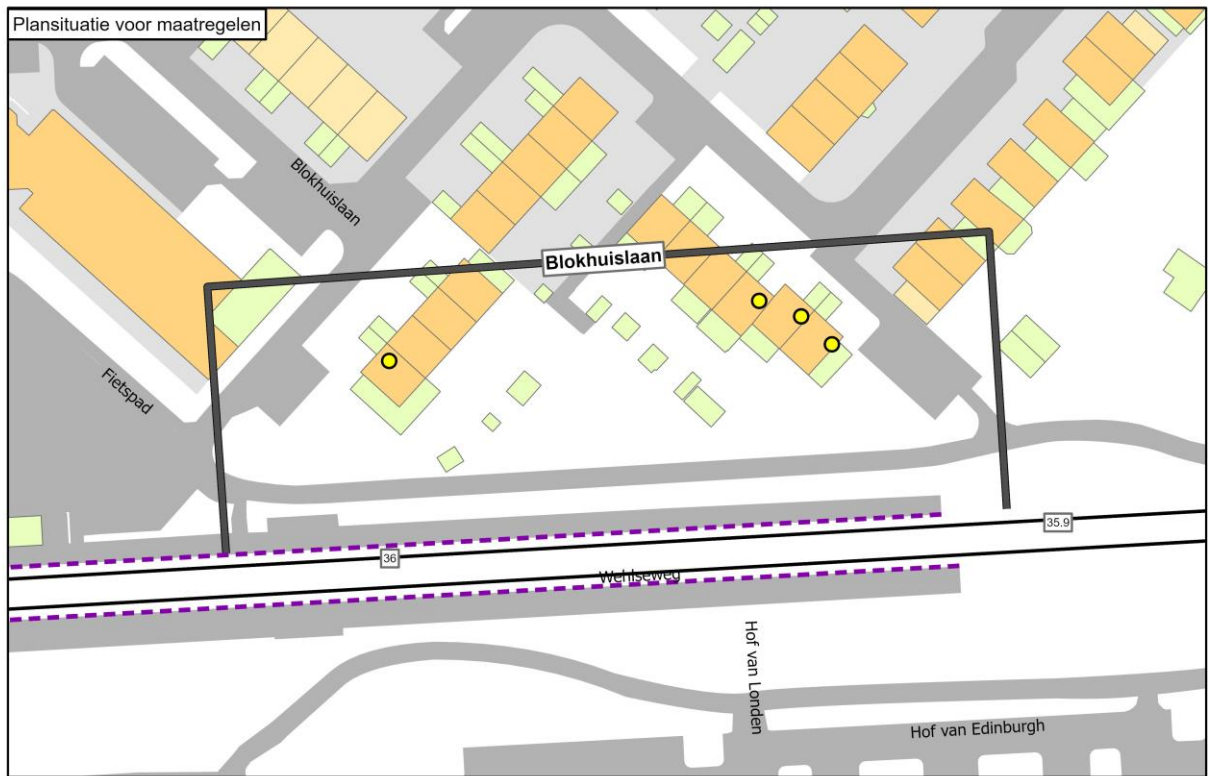 Plansituatie voor maatregelen
Blokhuislaan
Blokhuislaan
Fietspad
35.9
36
Wehlseweg
Hof van Londen
Hof van Edinburgh